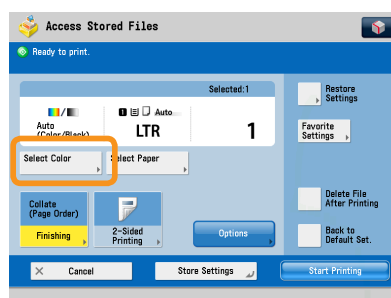 Access Stored Files
Ready to print.
Selected:1
Auto
(Color/Black)
1
Auto
LTR
1
Select Color
Select Paper
Collate
(Page Order)
Finishing
2-Sided
Printing
Options
Restore
Settings
Favorite
Settings
Delete File
After Printing
Back to
Default Set.
Cancel
Store Settings
Start Printing